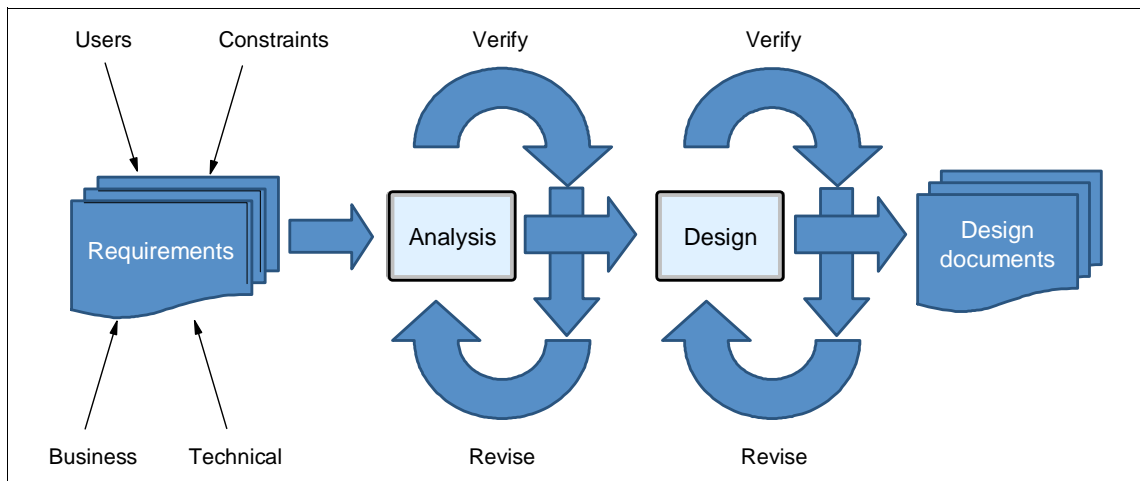 Users
Constraints
Verify
Verify
Requirements
Analysis
Design
Design
documents
Business
Technical
Revise
Revise